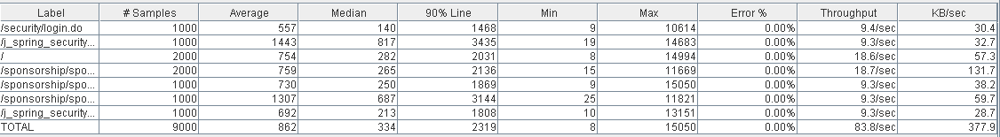 Label # Samples Average Median 90% Line Min Max Error % Throughput KB/sec
/security/login.do 1000 557 140 1468 9 10614 0.00% 9.4/sec 30.4
/j_spring_security... 1000 1443 817 3435 19 14683 0.00% 9.3/sec 32.7
/ 2000 754 282 2031 8 14994 0.00% 18.6/sec 57.3
/sponsorship/spo... 2000 759 265 2136 15 11669 0.00% 18.7/sec 131.7
/sponsorship/spo... 1000 730 250 1869 9 15050 0.00% 9.3/sec 38.2
/sponsorship/spo... 1000 1307 687 3144 25 11821 0.00% 9.3/sec 59.7
/j_spring_security... 1000 692 213 1808 10 13151 0.00% 9.3/sec 28.7
TOTAL 9000 862 334 2319 8 15050 0.00% 83.8/sec 377.9